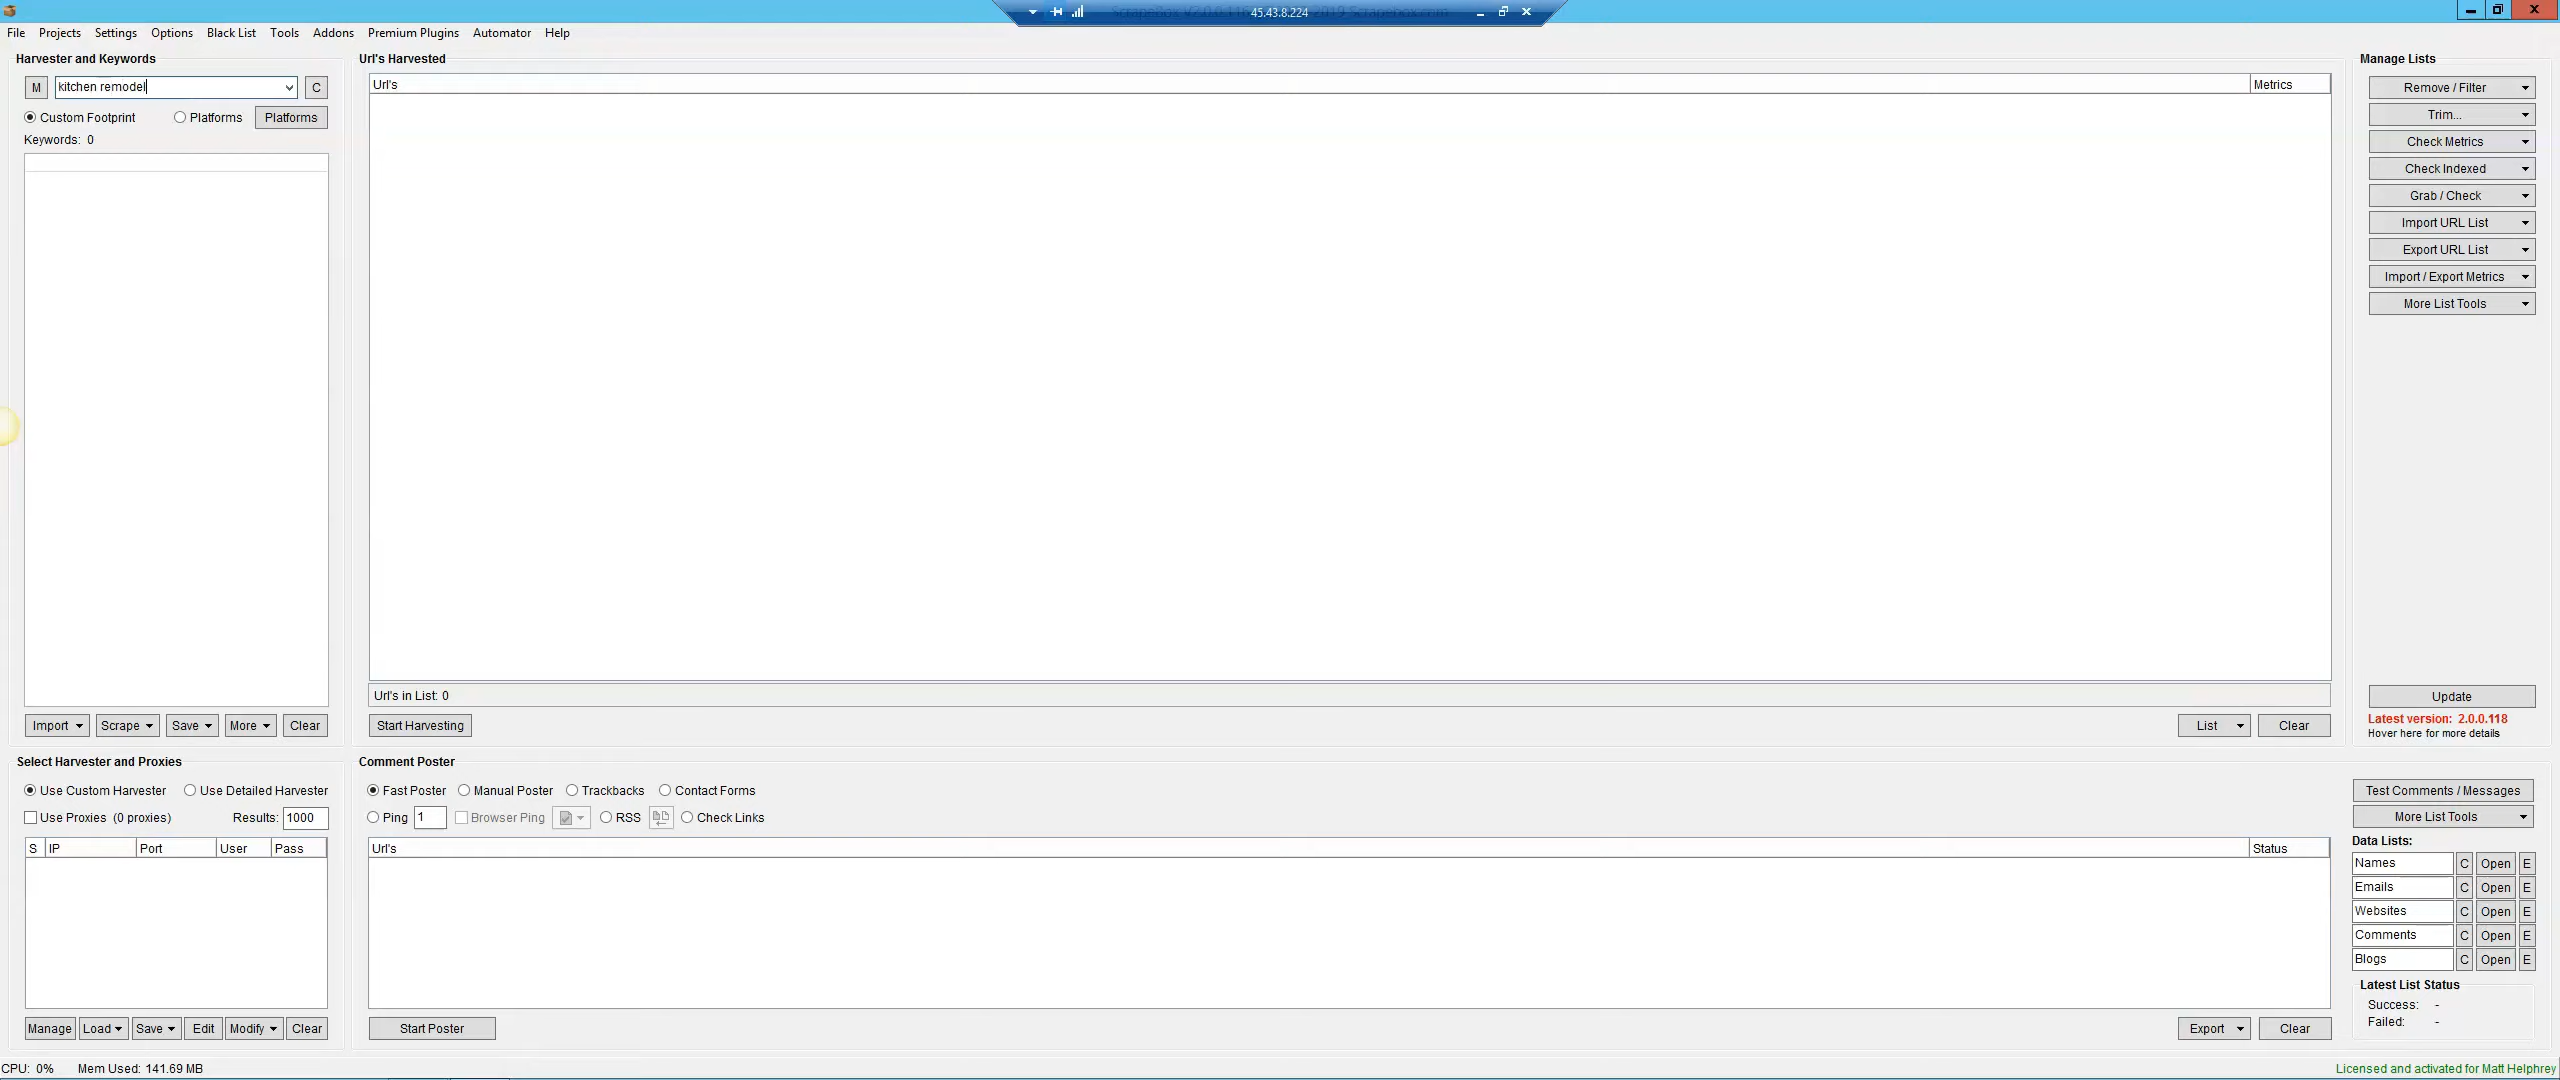 45.43.8.224
File Projects Settings Options Black List Tools Addons Premium Plugins Automator Help
Harvester and Keywords
M kitchen remodel C
Custom Footprint Platforms Platforms
Keywords: 0
Import Scrape Save More Clear
Url's Harvested
Url's Metrics
Url's in List: 0
Start Harvesting List Clear
Manage Lists
Remove / Filter
Trim...
Check Metrics
Check Indexed
Grab / Check
Import URL List
Export URL List
Import / Export Metrics
More List Tools
Update
Latest version: 2.0.0.118
Hover here for more details
Select Harvester and Proxies
Use Custom Harvester Use Detailed Harvester
Use Proxies (0 proxies) Results: 1000
S IP Port User Pass
Manage Load Save Edit Modify Clear
Comment Poster
Fast Poster Manual Poster Trackbacks Contact Forms
Ping 1 Browser Ping RSS Check Links
Url's Status
Start Poster Export Clear
Test Comments / Messages
More List Tools
Data Lists:
Names C Open E
Emails C Open E
Websites C Open E
Comments C Open E
Blogs C Open E
Latest List Status
Success: -
Failed: -
CPU: 0% Mem Used: 141.69 MB
Licensed and activated for Matt Helphrey